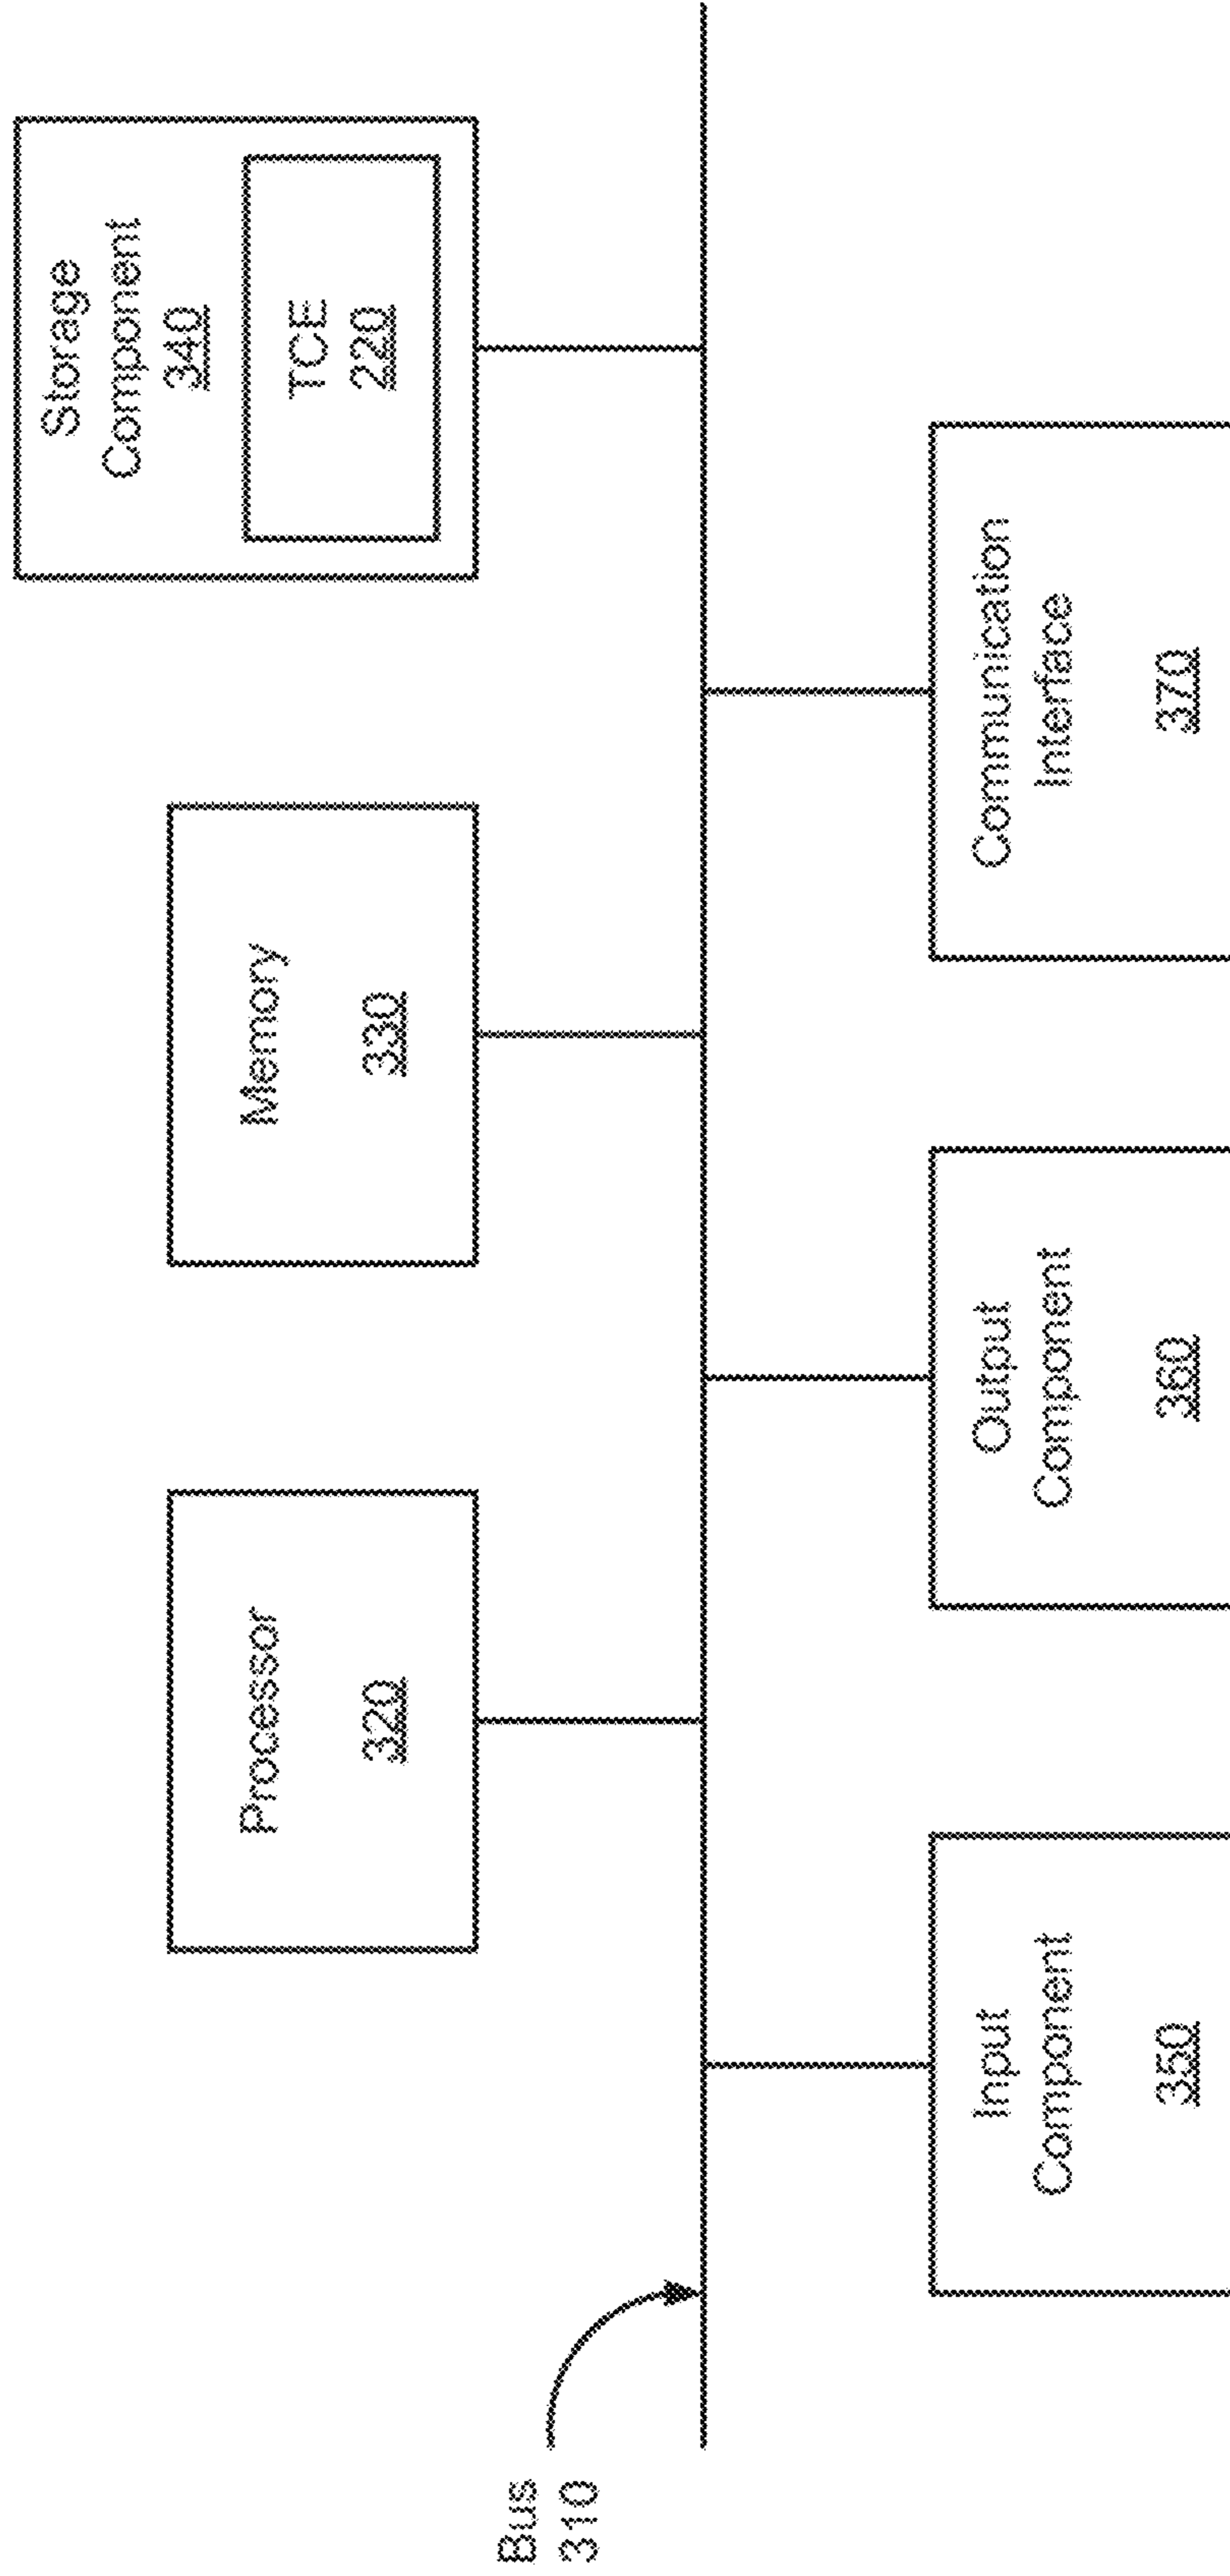 Bus
310
Processor
320
Memory
330
Storage
Component
340
TCE
220
Input
Component
350
Output
Component
360
Communication
Interface
370